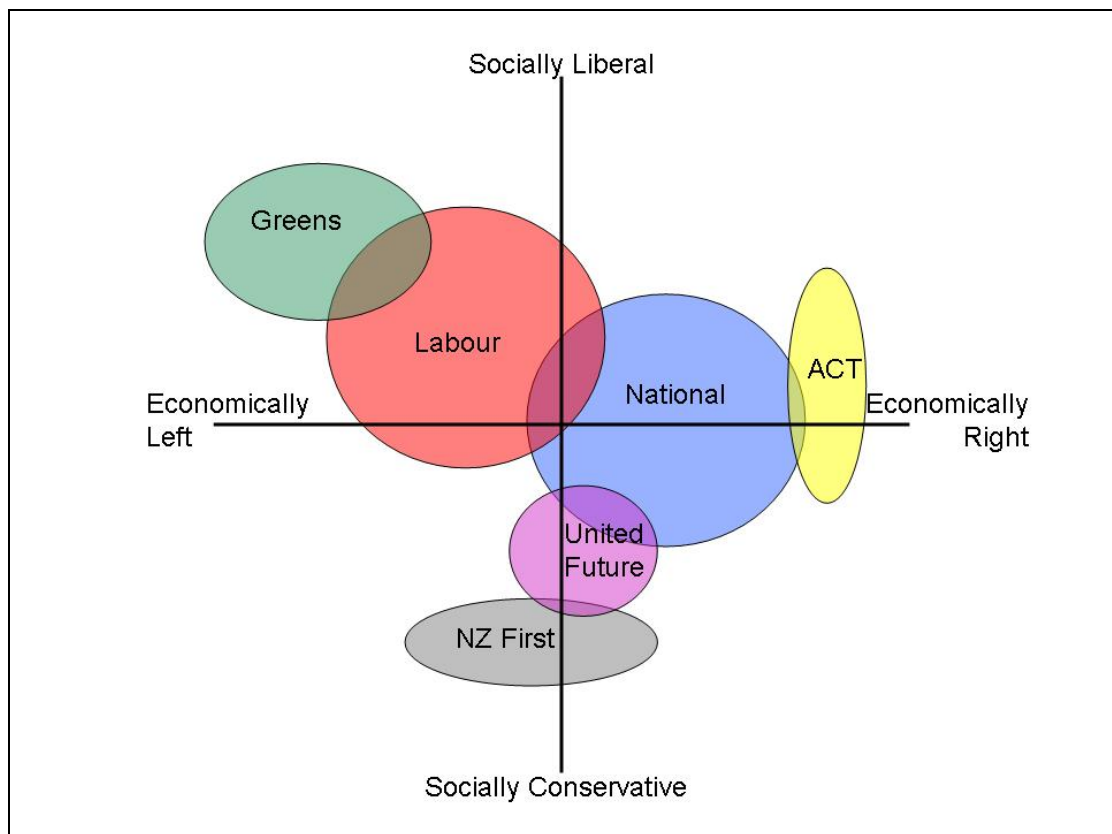 Socially Liberal
Greens
Labour
National
ACT
Economically
Left
Economically
Right
United
Future
NZ First
Socially Conservative